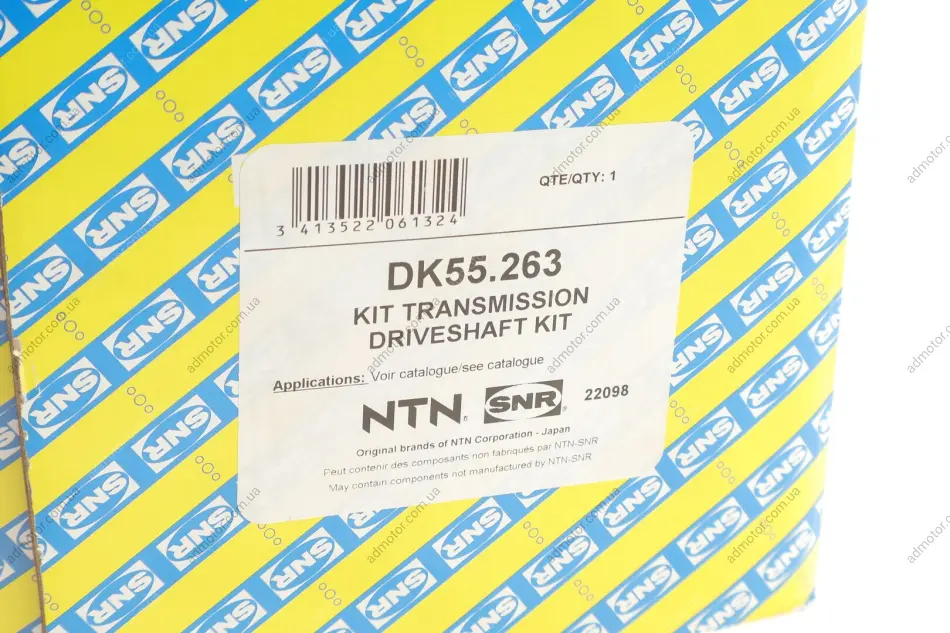 QTE/QTY: 1
3 413522 061324
DK55.263
KIT TRANSMISSION
DRIVESHAFT KIT
Applications: Voir catalogue/see catalogue
NTN® SNR® 22098
Original brands of NTN Corporation - Japan
Peut contenir des composants non fabriqués par NTN-SNR
May contain components not manufactured by NTN-SNR
SNR
admotor.com.ua